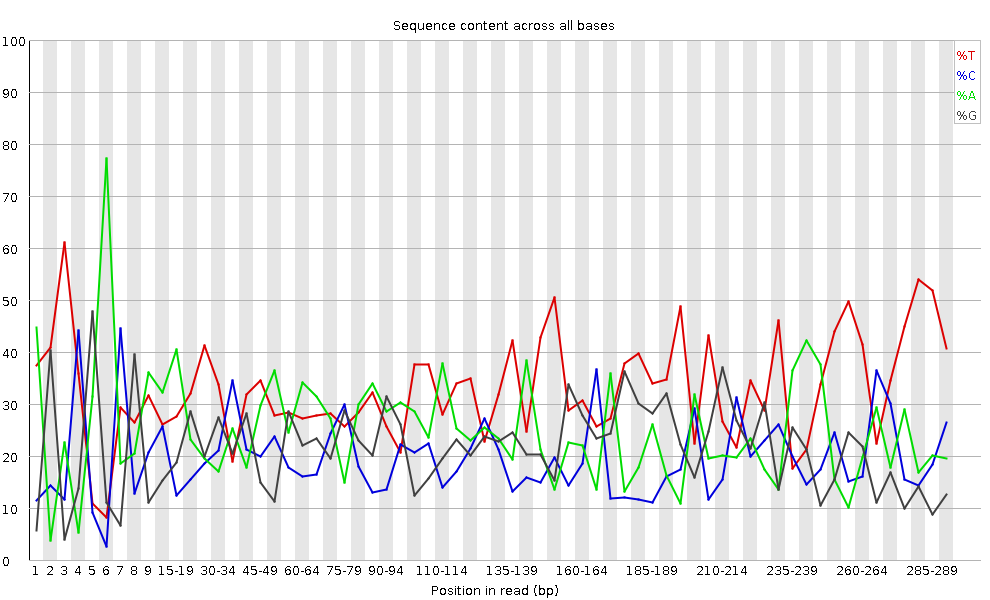 Sequence content across all bases
100
90
80
70
60
50
40
30
20
10
0
%T
%C
%A
%G
1 2 3 4 5 6 7 8 9 15-19 30-34 45-49 60-64 75-79 90-94 110-114 135-139 160-164 185-189 210-214 235-239 260-264 285-289
Position in read (bp)